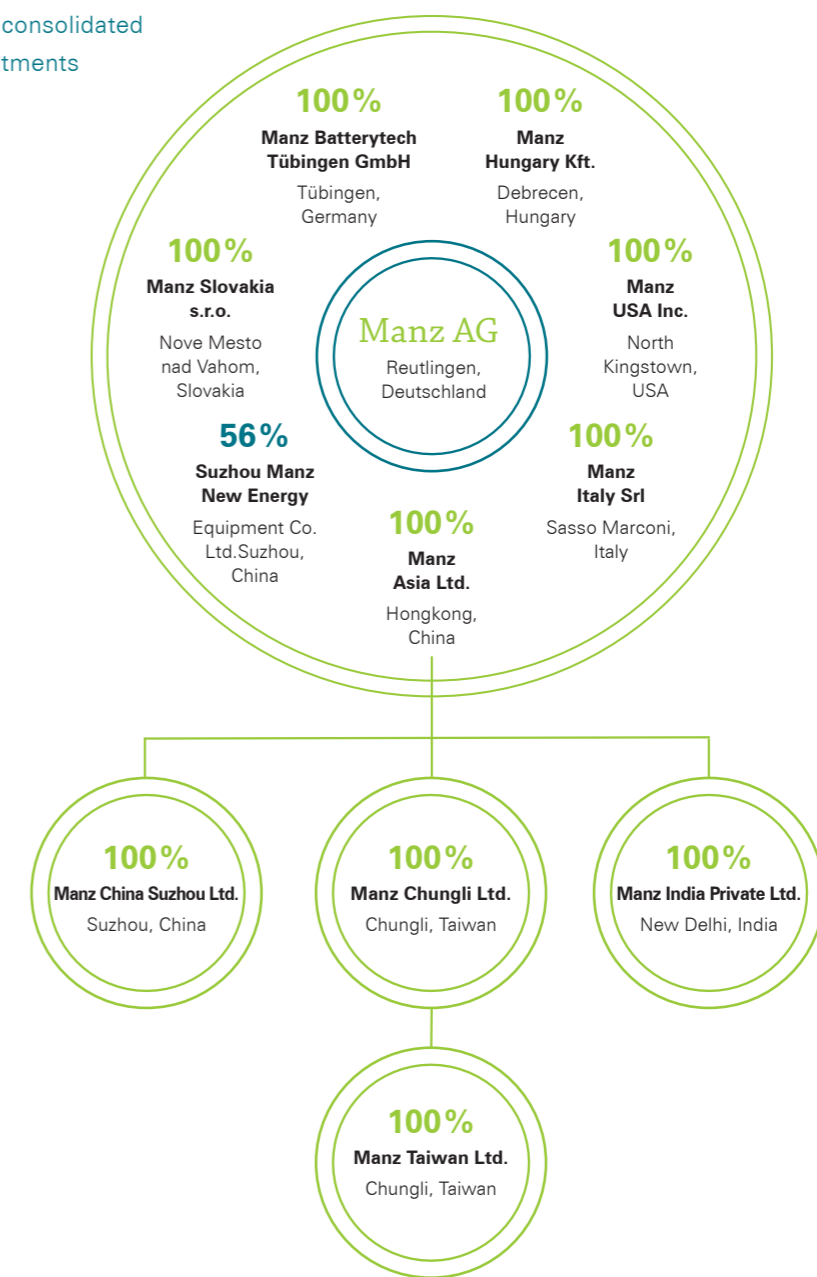 consolidated
tments
100%
Manz Batterytech
Tübingen GmbH
Tübingen,
Germany
100%
Manz
Hungary Kft.
Debrecen,
Hungary
100%
Manz Slovakia
s.r.o.
Nove Mesto
nad Vahom,
Slovakia
Manz AG
Reutlingen,
Deutschland
100%
Manz
USA Inc.
North
Kingstown,
USA
56%
Suzhou Manz
New Energy
Equipment Co.
Ltd.Suzhou,
China
100%
Manz
Asia Ltd.
Hongkong,
China
100%
Manz
Italy Srl
Sasso Marconi,
Italy
100%
Manz China Suzhou Ltd.
Suzhou, China
100%
Manz Chungli Ltd.
Chungli, Taiwan
100%
Manz India Private Ltd.
New Delhi, India
100%
Manz Taiwan Ltd.
Chungli, Taiwan